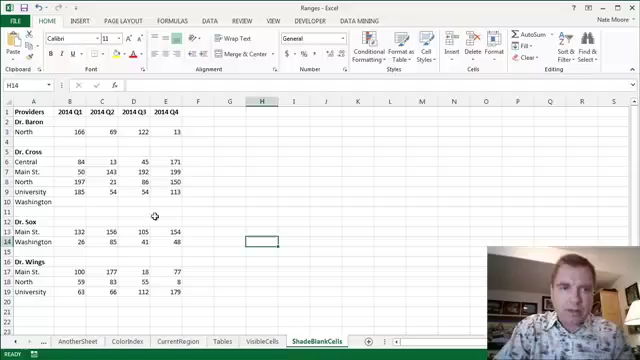 Ranges - Excel
Nate Moore
FILE HOME INSERT PAGE LAYOUT FORMULAS DATA REVIEW VIEW DEVELOPER DATA MINING
Paste
Calibri 11
B I U
General
$ % ,
Merge & Center
Conditional Formatting
Format as Table
Cell Styles
Insert Delete Format
AutoSum
Fill
Clear
Sort & Filter
Find & Select
Clipboard Font Alignment Number Styles Cells Editing
H14
A B C D E F G H I J K L M N O P Q R S
1 Providers 2014 Q1 2014 Q2 2014 Q3 2014 Q4
2 Dr. Baron
3 North 166 69 122 13
4
5 Dr. Cross
6 Central 84 13 45 171
7 Main St. 50 143 192 199
8 North 197 21 86 150
9 University 185 54 54 113
10 Washington
11
12 Dr. Sox
13 Main St. 132 156 105 154
14 Washington 26 85 41 48
15
16 Dr. Wings
17 Main St. 100 177 18 77
18 North 59 83 55 8
19 University 63 66 112 179
20
21
22
23
... AnotherSheet ColorIndex CurrentRegion Tables VisibleCells ShadeBlankCells
READY